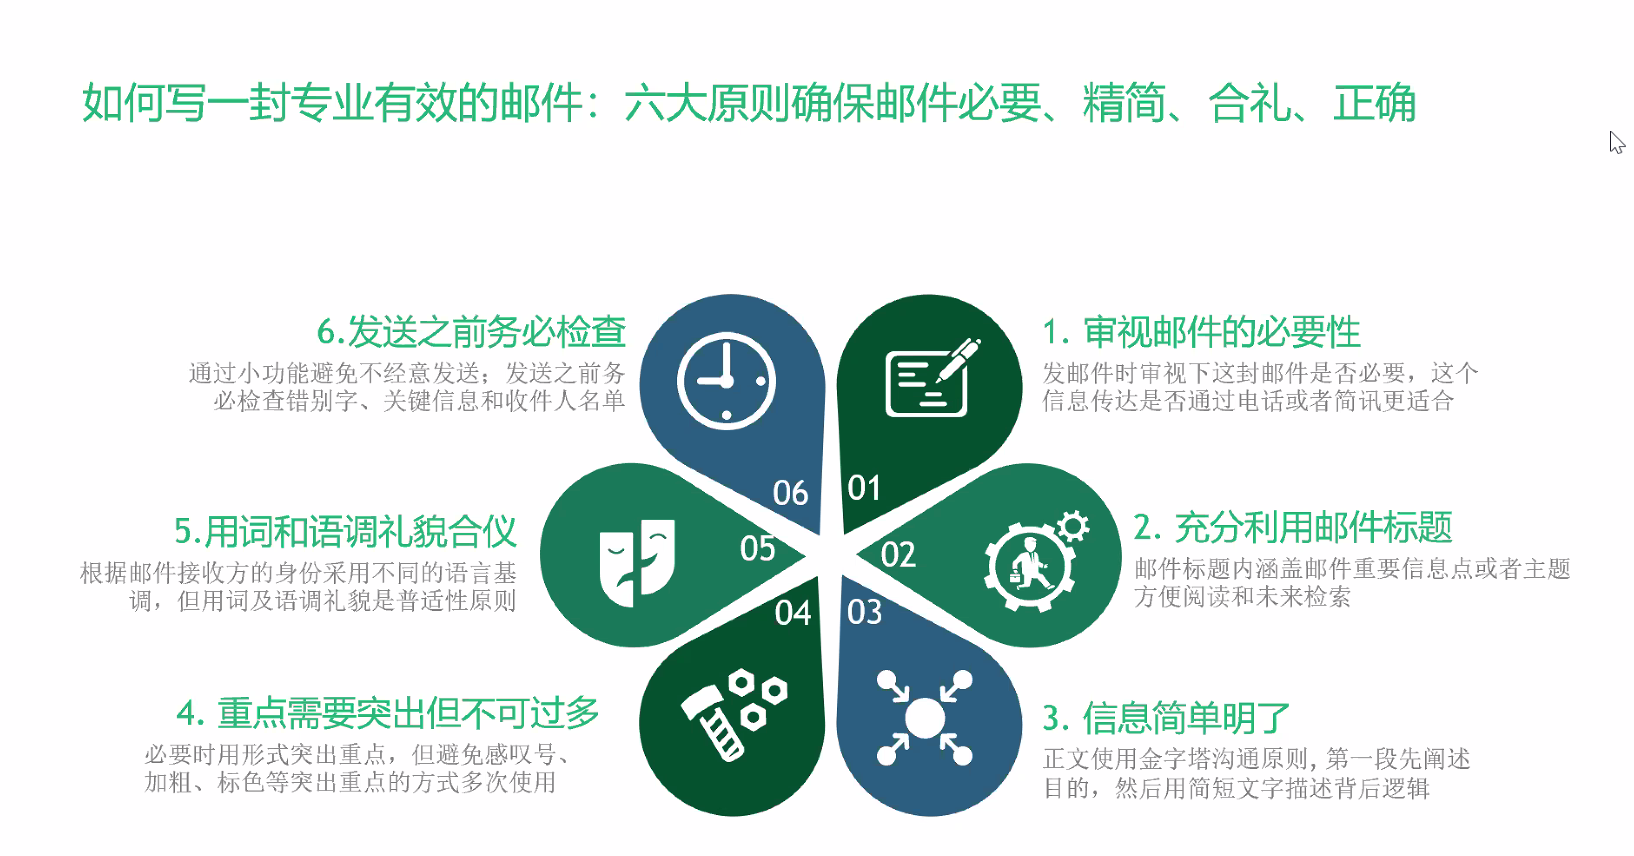 如何写一封专业有效的邮件：六大原则确保邮件必要、精简、合礼、正确
1. 审视邮件的必要性
发邮件时审视下这封邮件是否必要，这个
信息传达是否通过电话或者简讯更适合
2. 充分利用邮件标题
邮件标题内涵盖邮件重要信息点或者主题
方便阅读和未来检索
3. 信息简单明了
正文使用金字塔沟通原则，第一段先阐述
目的，然后用简短文字描述背后逻辑
4. 重点需要突出但不可过多
必要时用形式突出重点，但避免感叹号、
加粗、标色等突出重点的方式多次使用
5.用词和语调礼貌合仪
根据邮件接收方的身份采用不同的语言基
调，但用词及语调礼貌是普适性原则
6.发送之前务必检查
通过小功能避免不经意发送；发送之前务
必检查错别字、关键信息和收件人名单
01
02
03
04
05
06